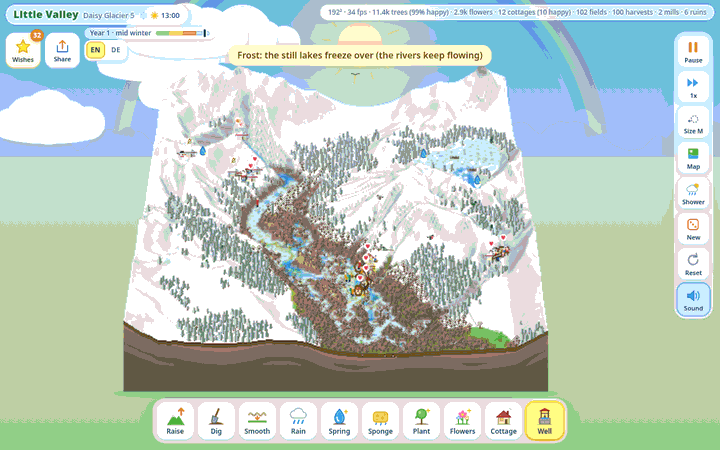 Little Valley Daisy Glacier 5 13:00
192² · 34 fps · 11.4k trees (99% happy) · 2.9k flowers · 12 cottages (10 happy) · 102 fields · 100 harvests · 2 mills · 6 ruins
Year 1 · mid winter
32
Wishes
Share
EN
DE
Frost: the still lakes freeze over (the rivers keep flowing)
Pause
1x
Size M
Map
Shower
New
Reset
Sound
Raise
Dig
Smooth
Rain
Spring
Sponge
Plant
Flowers
Cottage
Well